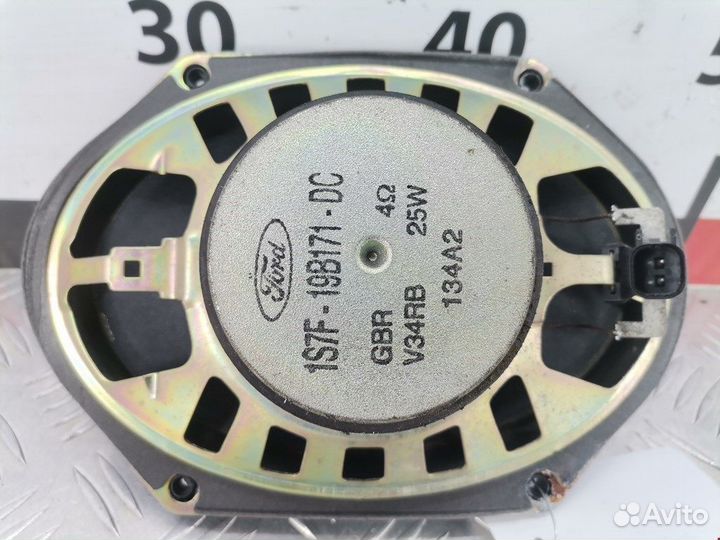 30
40
Ford
1S7F-19B171-DC
GBR 4Ω
V34RB 25W
134A2
Avito